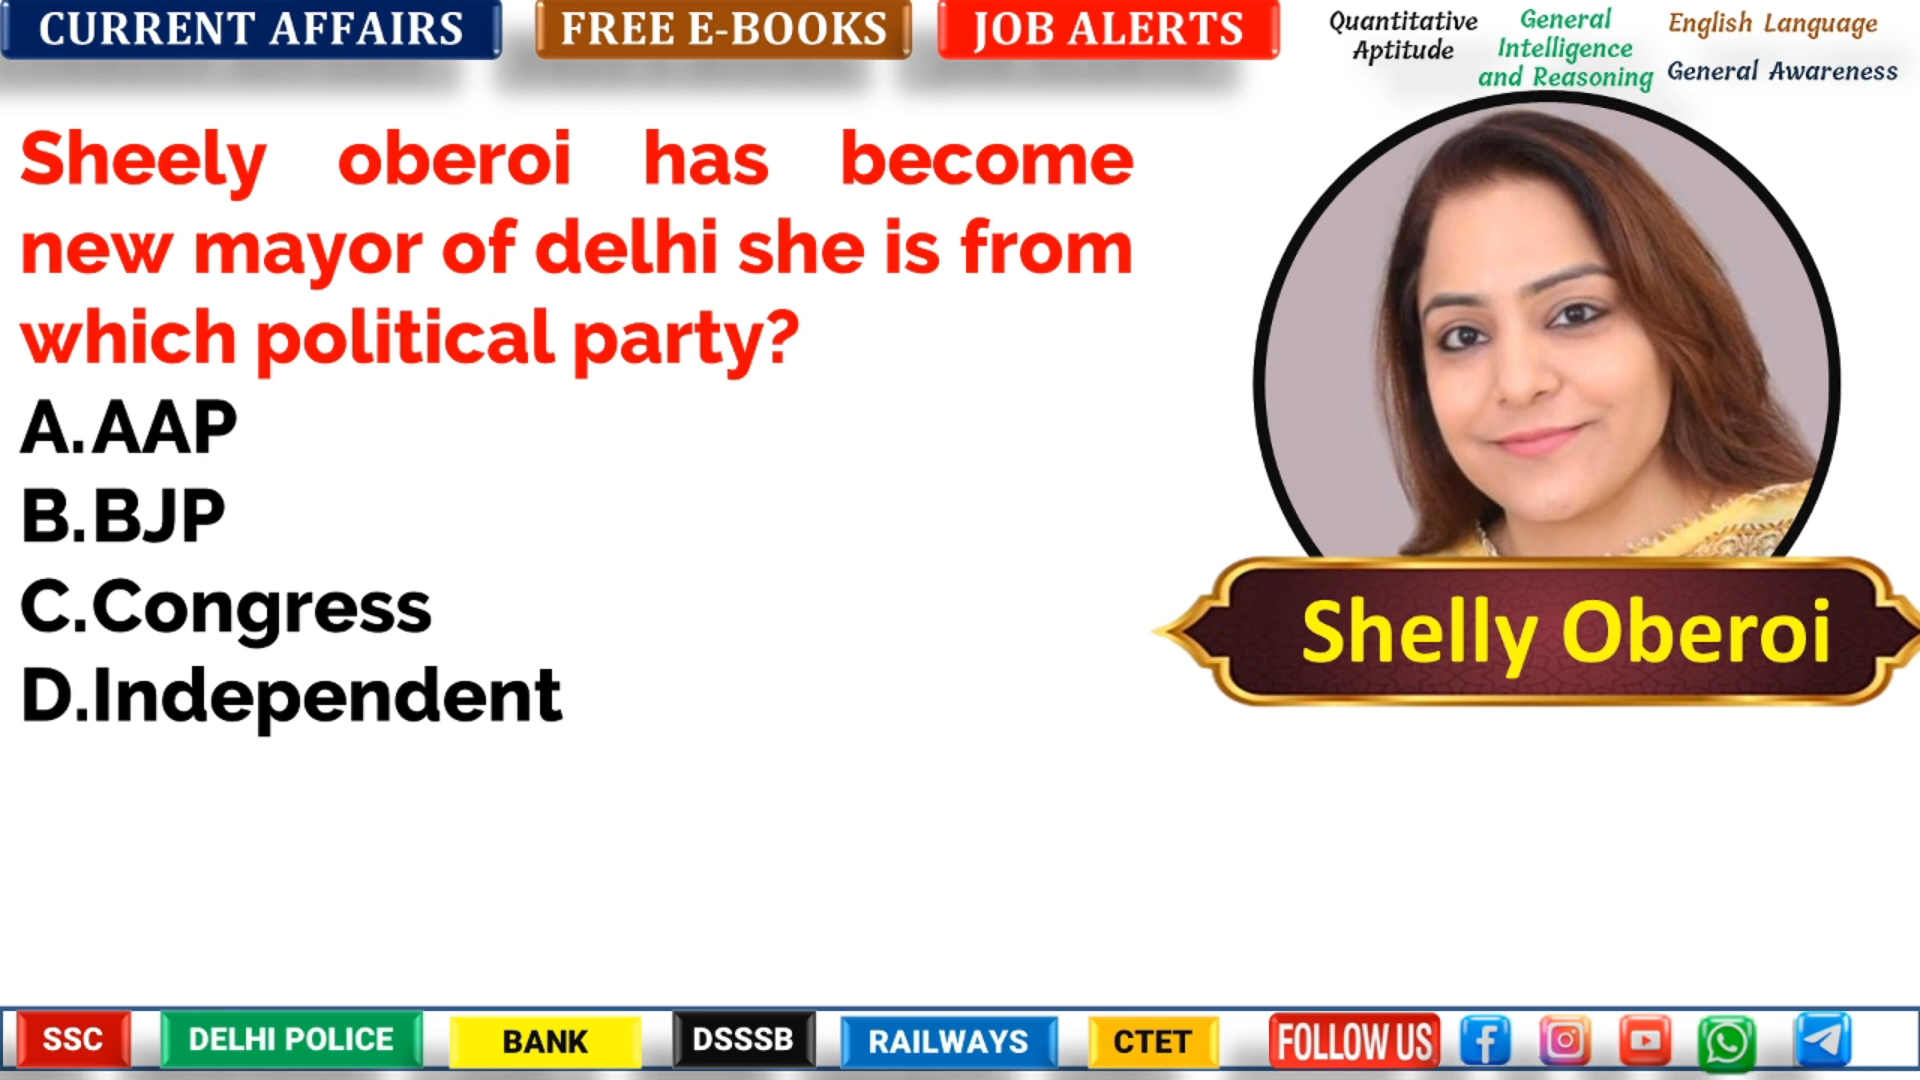 CURRENT AFFAIRS
FREE E-BOOKS
JOB ALERTS
Quantitative
Aptitude
General
Intelligence
and Reasoning
English Language
General Awareness
Sheely oberoi has become
new mayor of delhi she is from
which political party?
A.AAP
B.BJP
C.Congress
D.Independent
Shelly Oberoi
SSC
DELHI POLICE
BANK
DSSSB
RAILWAYS
CTET
FOLLOW US